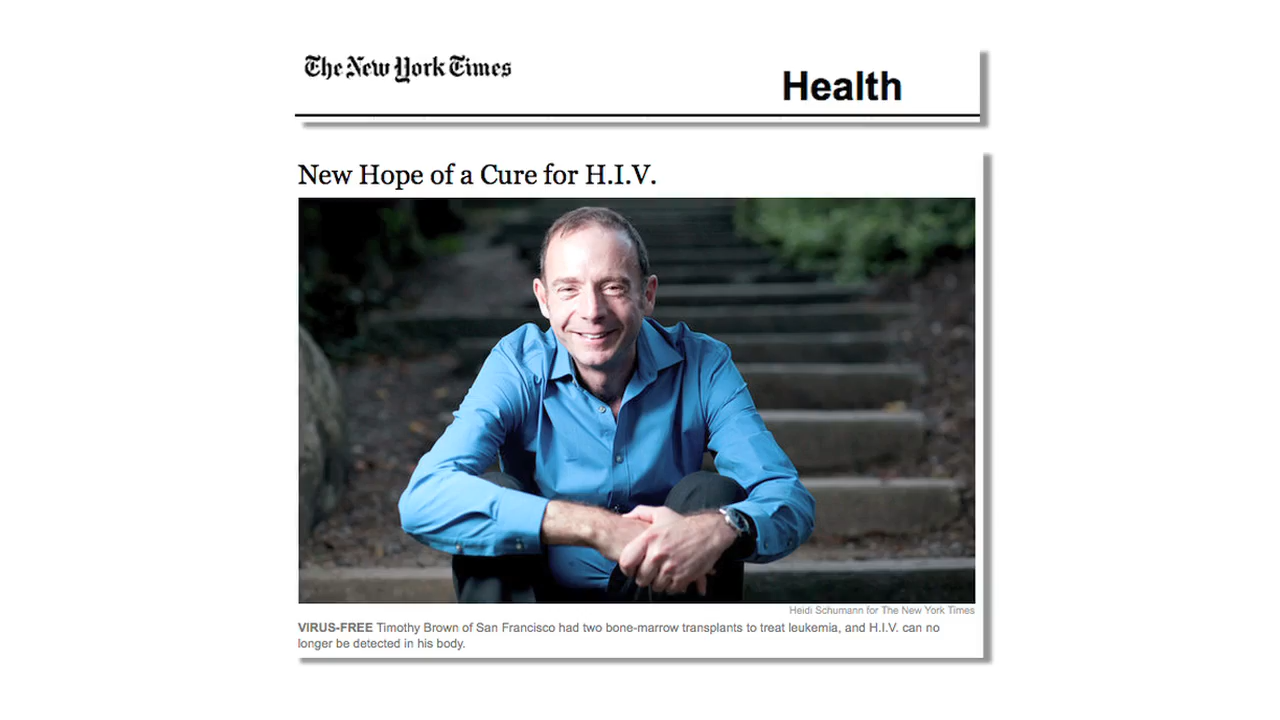 The New York Times
Health
New Hope of a Cure for H.I.V.
Heidi Schumann for The New York Times
VIRUS-FREE Timothy Brown of San Francisco had two bone-marrow transplants to treat leukemia, and H.I.V. can no
longer be detected in his body.